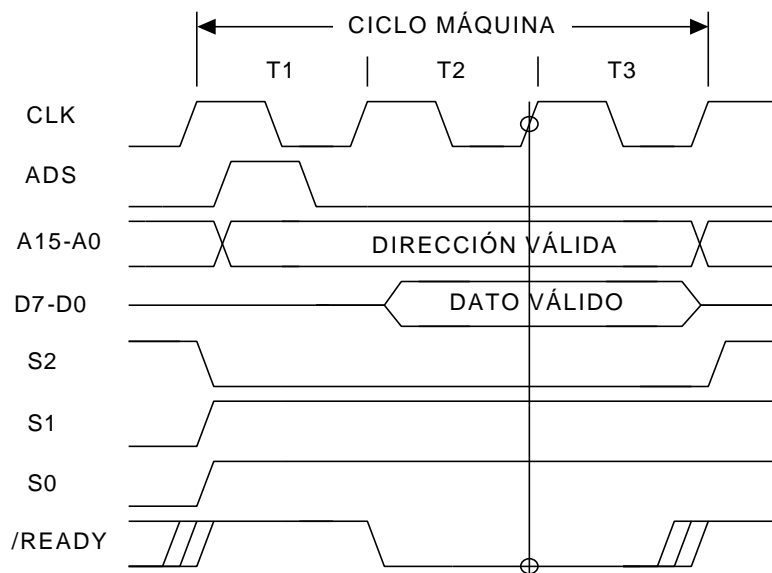 CICLO MÁQUINA
T1 T2 T3
CLK
ADS
A15-A0 DIRECCIÓN VÁLIDA
D7-D0 DATO VÁLIDO
S2
S1
S0
/READY